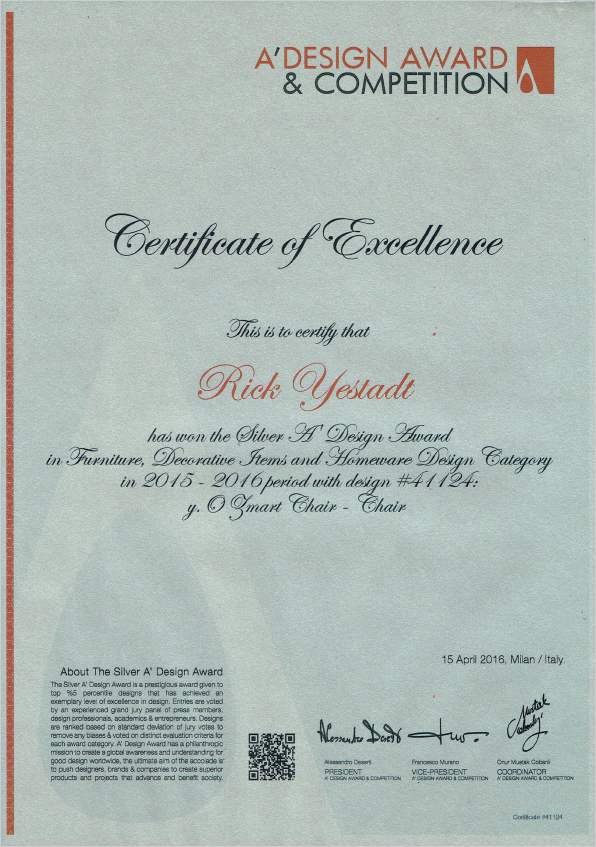 A'DESIGN AWARD
& COMPETITION
Certificate of Excellence
This is to certify that
Rick Yestadt
has won the Silver A' Design Award
in Furniture, Decorative Items and Homeware Design Category
in 2015 - 2016 period with design #41124:
y. O Zmart Chair - Chair
15 April 2016, Milan / Italy.
About The Silver A' Design Award
The Silver A' Design Award is a prestigious award given to
top %5 percentile designs that has achieved an
exemplary level of excellence in design. Entries are voted
by an experienced grand jury panel of press members,
design professionals, academics & entrepreneurs. Designs
are ranked based on standard deviation of jury votes to
remove any biases & voted on distinct evaluation criteria for
each award category. A' Design Award has a philanthropic
mission to create a global awareness and understanding for
good design worldwide, the ultimate aim of the accolade is
to push designers, brands & companies to create superior
products and projects that advance and benefit society.
Alessandro Deserti
PRESIDENT
A' DESIGN AWARD & COMPETITION
Francesco Murano
VICE-PRESIDENT
A' DESIGN AWARD & COMPETITION
Onur Mustak Cobanli
COORDINATOR
A' DESIGN AWARD & COMPETITION
Certificate #41124